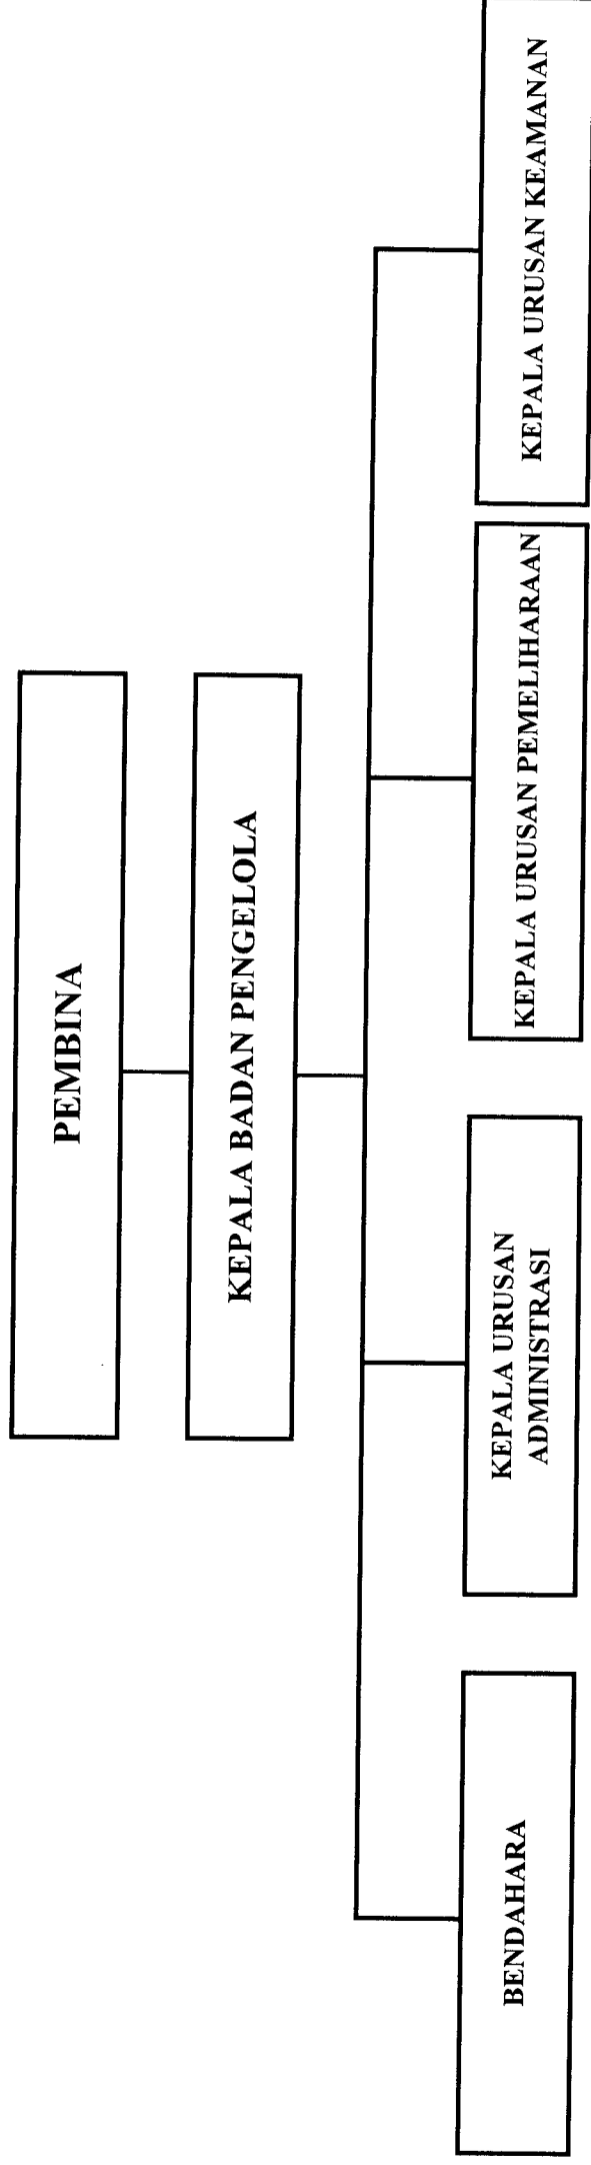 PEMBINA
KEPALA BADAN PENGELOLA
BENDAHARA
KEPALA URUSAN
ADMINISTRASI
KEPALA URUSAN PEMELIHARAAN
KEPALA URUSAN KEAMANAN